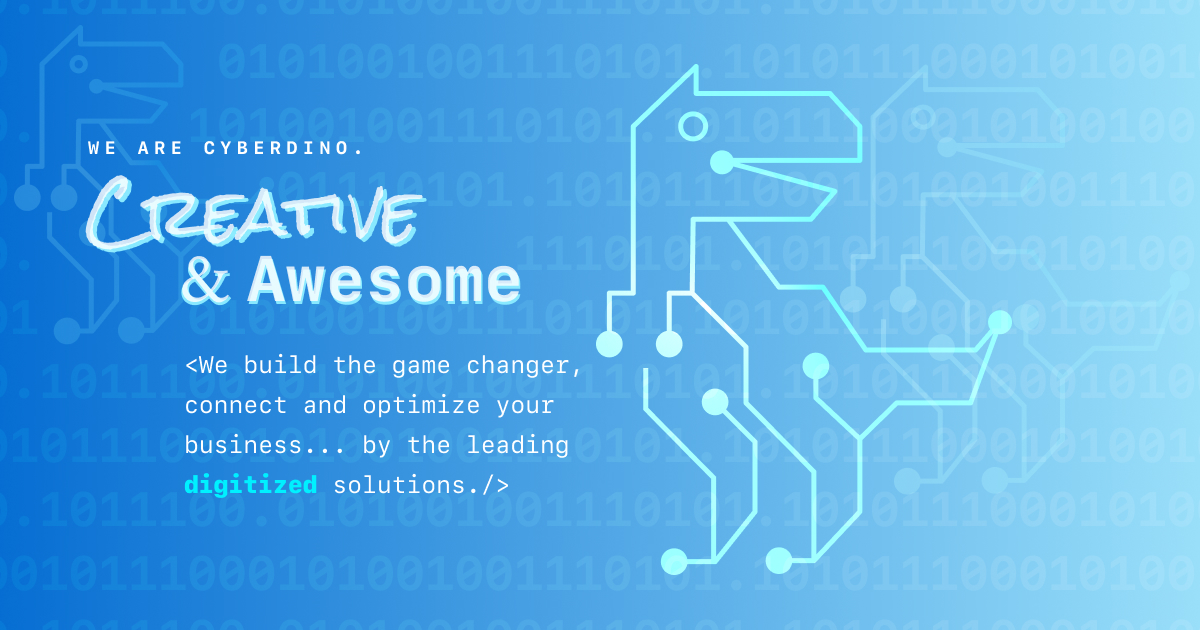 WE ARE CYBERDINO.
CREATIVE
& Awesome
<We build the game changer,
connect and optimize your
business... by the leading
digitized solutions./>